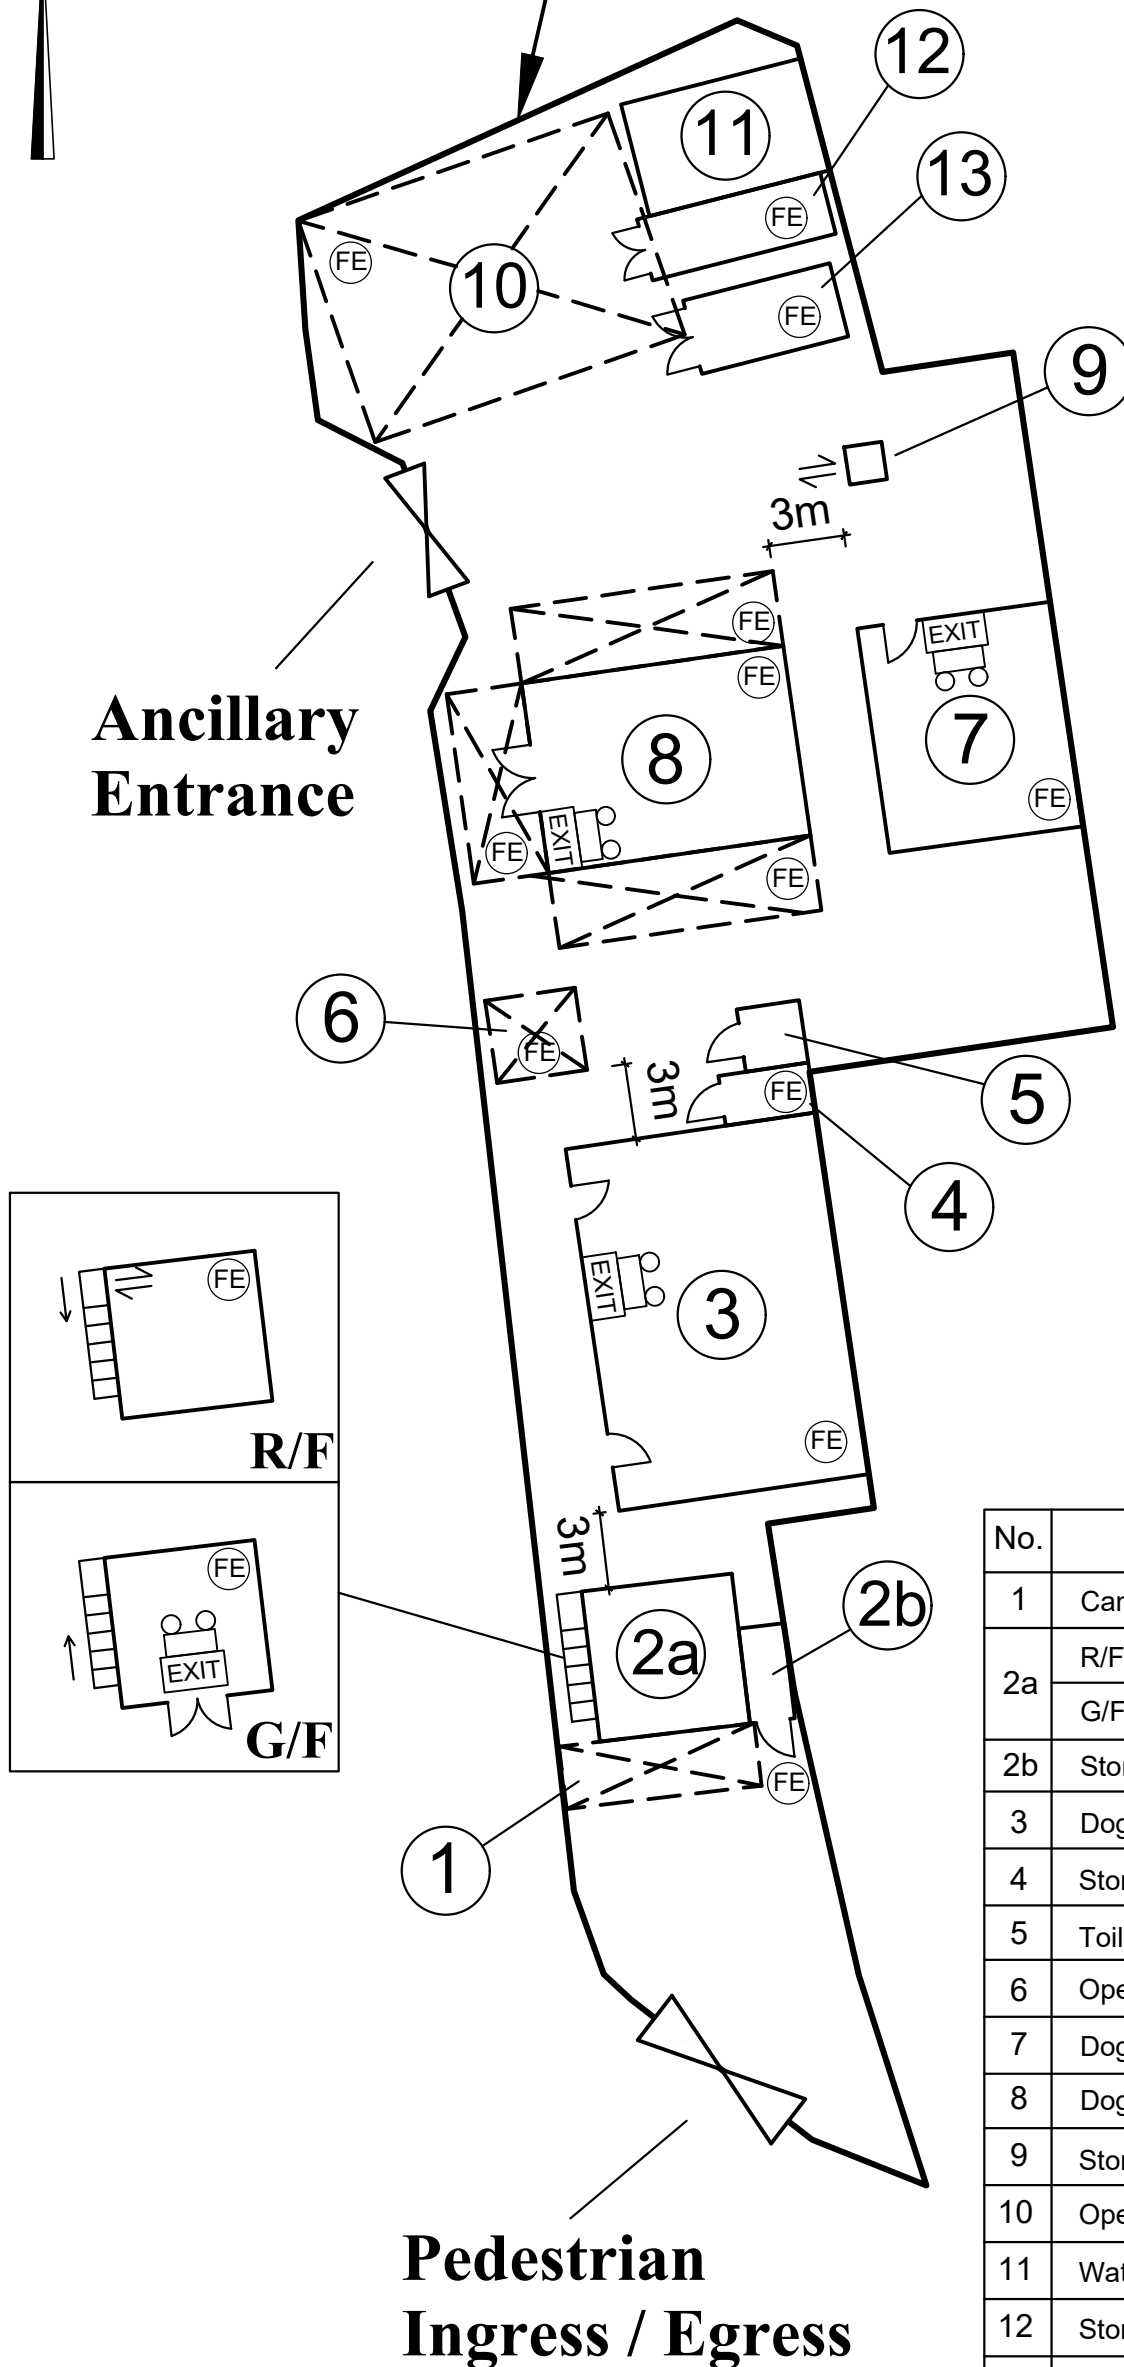 12
11
13
FE
FE
10
FE
9
3m
Ancillary
Entrance
FE
EXIT
FE
8
7
FE
EXIT
FE
FE
6
FE
3m
FE
5
4
EXIT
3
FE
FE
R/F
3m
FE
EXIT
G/F
2a
2b
FE
1
Pedestrian
Ingress / Egress
No.
1
2a R/F
G/F
2b
3
4
5
6
7
8
9
10
11
12